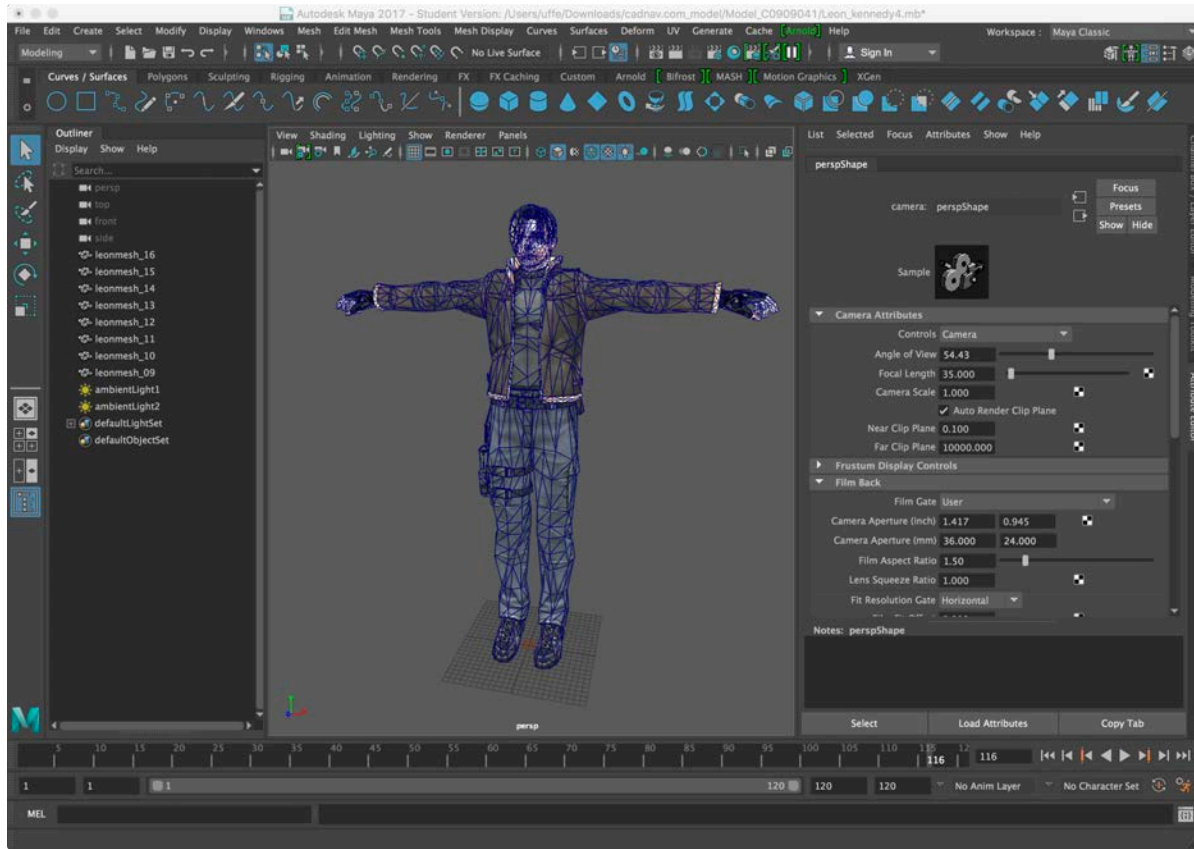 Autodesk Maya 2017 - Student Version: /Users/uffe/Downloads/cadnav.com_model/Model_C0909041/Leon_kennedy4.mb*
File Edit Create Select Modify Display Windows Mesh Edit Mesh Mesh Tools Mesh Display Curves Surfaces Deform UV Generate Cache [Arnold] Help Workspace : Maya Classic
Modeling No Live Surface Sign In
Curves / Surfaces Polygons Sculpting Rigging Animation Rendering FX FX Caching Custom Arnold [ Bifrost ][ MASH ][ Motion Graphics ] XGen
Outliner
Display Show Help
Search...
persp
top
front
side
leonmesh_16
leonmesh_15
leonmesh_14
leonmesh_13
leonmesh_12
leonmesh_11
leonmesh_10
leonmesh_09
ambientLight1
ambientLight2
defaultLightSet
defaultObjectSet
View Shading Lighting Show Renderer Panels
persp
List Selected Focus Attributes Show Help
perspShape
camera: perspShape
Focus
Presets
Show Hide
Sample
Camera Attributes
Controls Camera
Angle of View 54.43
Focal Length 35.000
Camera Scale 1.000
Auto Render Clip Plane
Near Clip Plane 0.100
Far Clip Plane 10000.000
Frustum Display Controls
Film Back
Film Gate User
Camera Aperture (inch) 1.417 0.945
Camera Aperture (mm) 36.000 24.000
Film Aspect Ratio 1.50
Lens Squeeze Ratio 1.000
Fit Resolution Gate Horizontal
Notes: perspShape
Select Load Attributes Copy Tab
5 10 15 20 25 30 35 40 45 50 55 60 65 70 75 80 85 90 95 100 105 110 115 12
116 116
1 1 1 120 120 120 No Anim Layer No Character Set
MEL